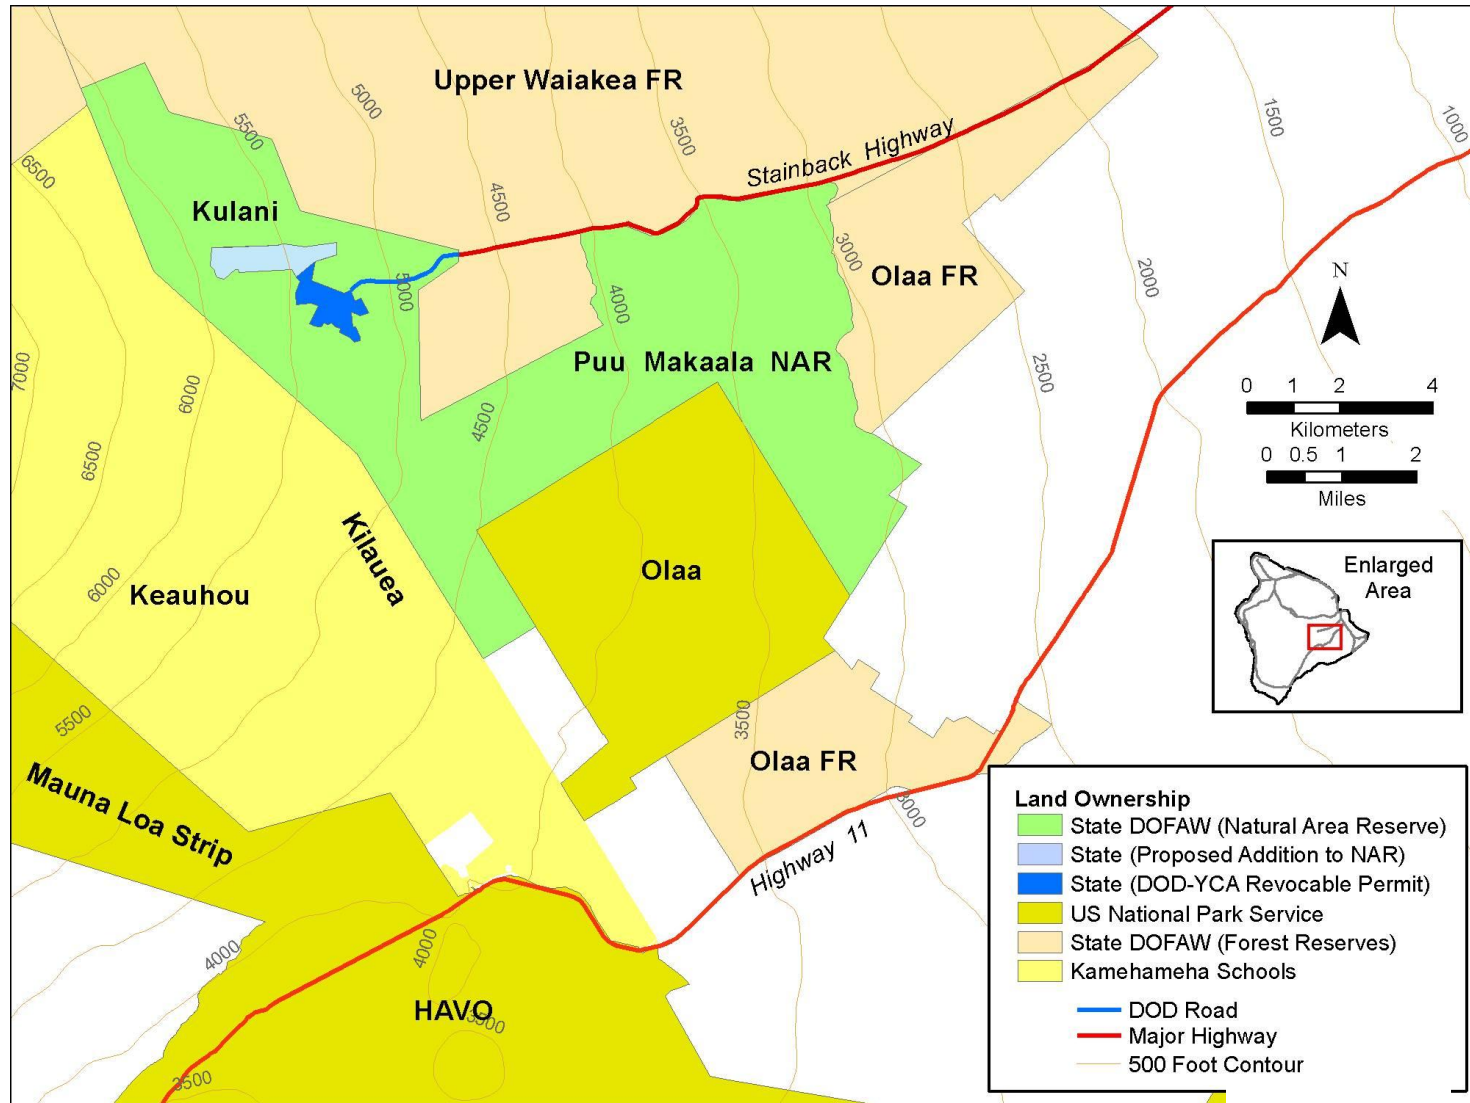 Upper Waiakea FR
5000
5500
3500
1500
1000
Stainback Highway
6500
4500
Kulani
3000
Olaa FR
2000
N
5000
4000
7000
6000
Puu Makaala NAR
2500
0 1 2 4
Kilometers
0 0.5 1 2
Miles
4500
6500
Kilauea
Olaa
Enlarged
Area
6000
Keauhou
5500
3500
Mauna Loa Strip
Olaa FR
3000
Highway 11
4000
4000
HAVO
3500
3500
Land Ownership
State DOFAW (Natural Area Reserve)
State (Proposed Addition to NAR)
State (DOD-YCA Revocable Permit)
US National Park Service
State DOFAW (Forest Reserves)
Kamehameha Schools
DOD Road
Major Highway
500 Foot Contour